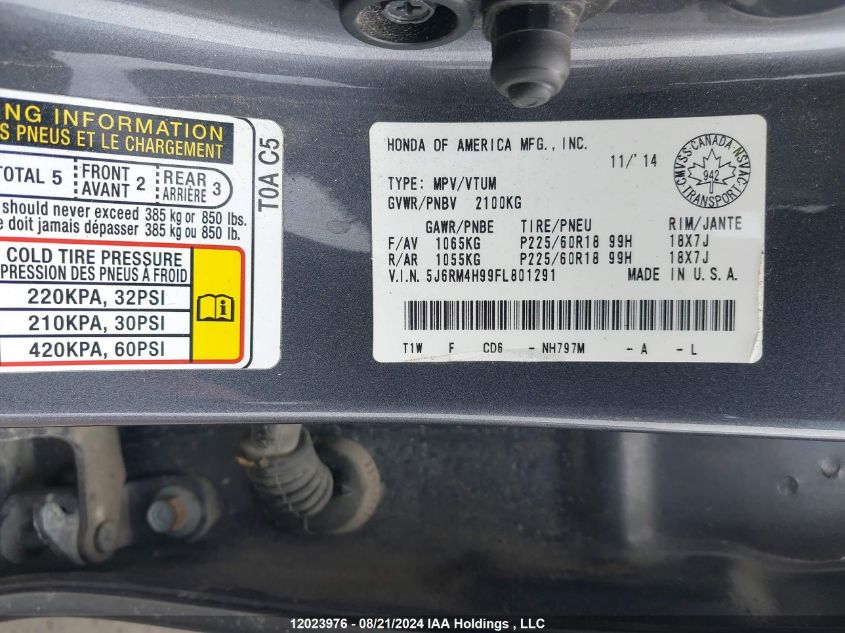 NG INFORMATION
S PNEUS ET LE CHARGEMENT
TOTAL 5 FRONT AVANT 2 REAR ARRIÈRE 3
should never exceed 385 kg or 850 lbs.
e doit jamais dépasser 385 kg ou 850 lb.
COLD TIRE PRESSURE
PRESSION DES PNEUS À FROID
220KPA, 32PSI
210KPA, 30PSI
420KPA, 60PSI
T0A C5
HONDA OF AMERICA MFG., INC.
11/'14
TYPE: MPV/VTUM
GVWR/PNBV 2100KG
GAWR/PNBE TIRE/PNEU RIM/JANTE
F/AV 1065KG P225/60R18 99H 18X7J
R/AR 1055KG P225/60R18 99H 18X7J
V.I.N. 5J6RM4H99FL801291 MADE IN U.S.A.
T1W F CD6 - NH797M - A - L
CMVSS-CANADA-NSVAC
942
TRANSPORT
12023976 - 08/21/2024 IAA Holdings , LLC